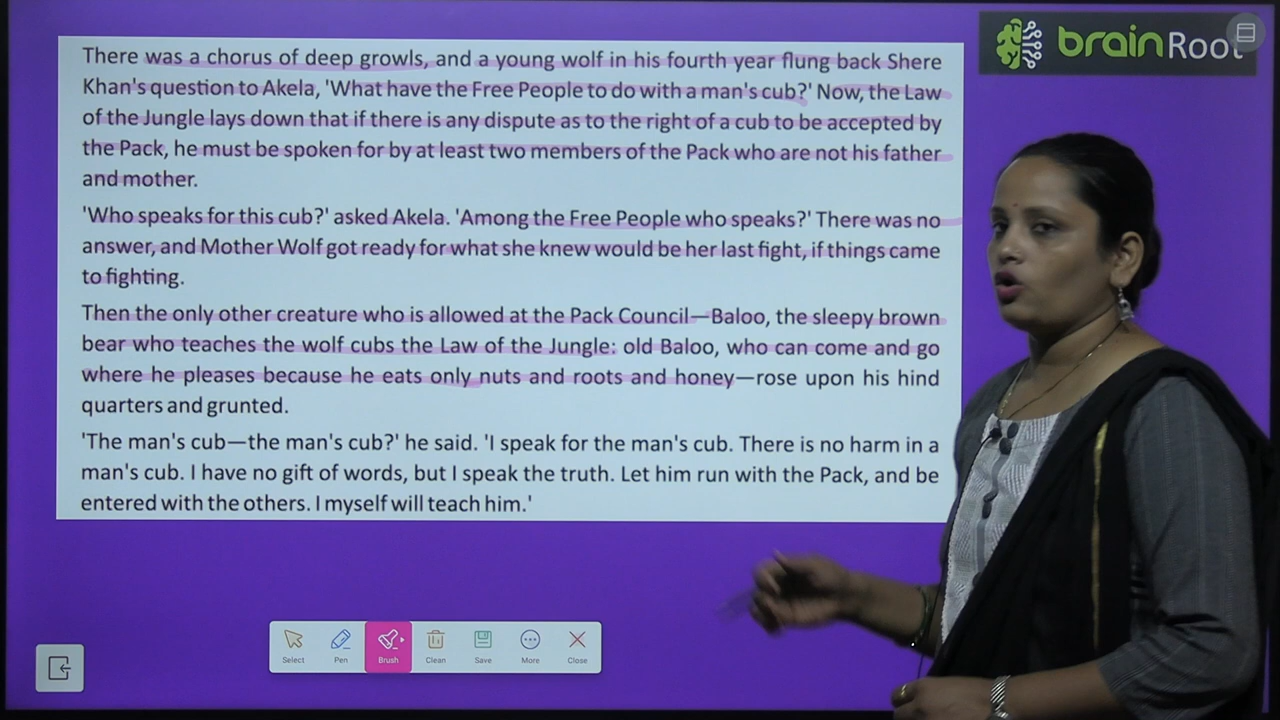 There was a chorus of deep growls, and a young wolf in his fourth year flung back Shere
Khan's question to Akela, 'What have the Free People to do with a man's cub?' Now, the Law
of the Jungle lays down that if there is any dispute as to the right of a cub to be accepted by
the Pack, he must be spoken for by at least two members of the Pack who are not his father
and mother.
'Who speaks for this cub?' asked Akela. 'Among the Free People who speaks?' There was no
answer, and Mother Wolf got ready for what she knew would be her last fight, if things came
to fighting.
Then the only other creature who is allowed at the Pack Council—Baloo, the sleepy brown
bear who teaches the wolf cubs the Law of the Jungle: old Baloo, who can come and go
where he pleases because he eats only nuts and roots and honey—rose upon his hind
quarters and grunted.
'The man's cub—the man's cub?' he said. 'I speak for the man's cub. There is no harm in a
man's cub. I have no gift of words, but I speak the truth. Let him run with the Pack, and be
entered with the others. I myself will teach him.'
brainRoot
Select Pen Brush Clean Save More Close